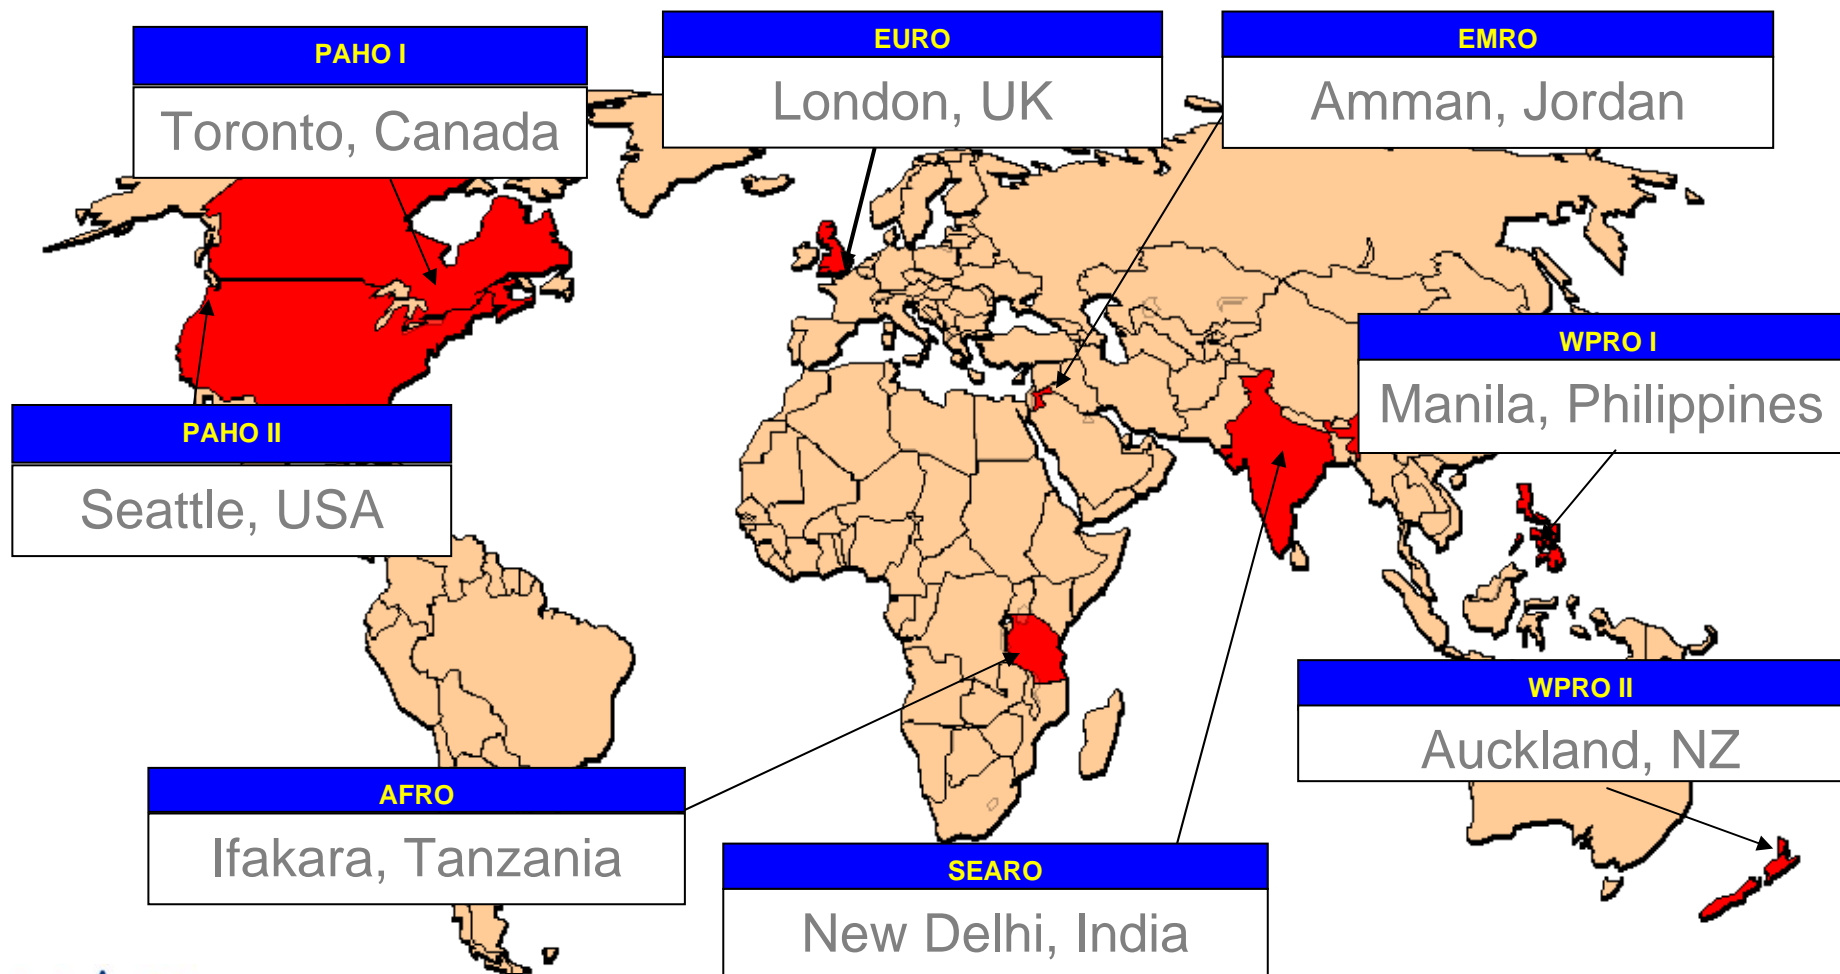 PAHO I
Toronto, Canada
EURO
London, UK
EMRO
Amman, Jordan
WPRO I
Manila, Philippines
PAHO II
Seattle, USA
WPRO II
Auckland, NZ
AFRO
Ifakara, Tanzania
SEARO
New Delhi, India